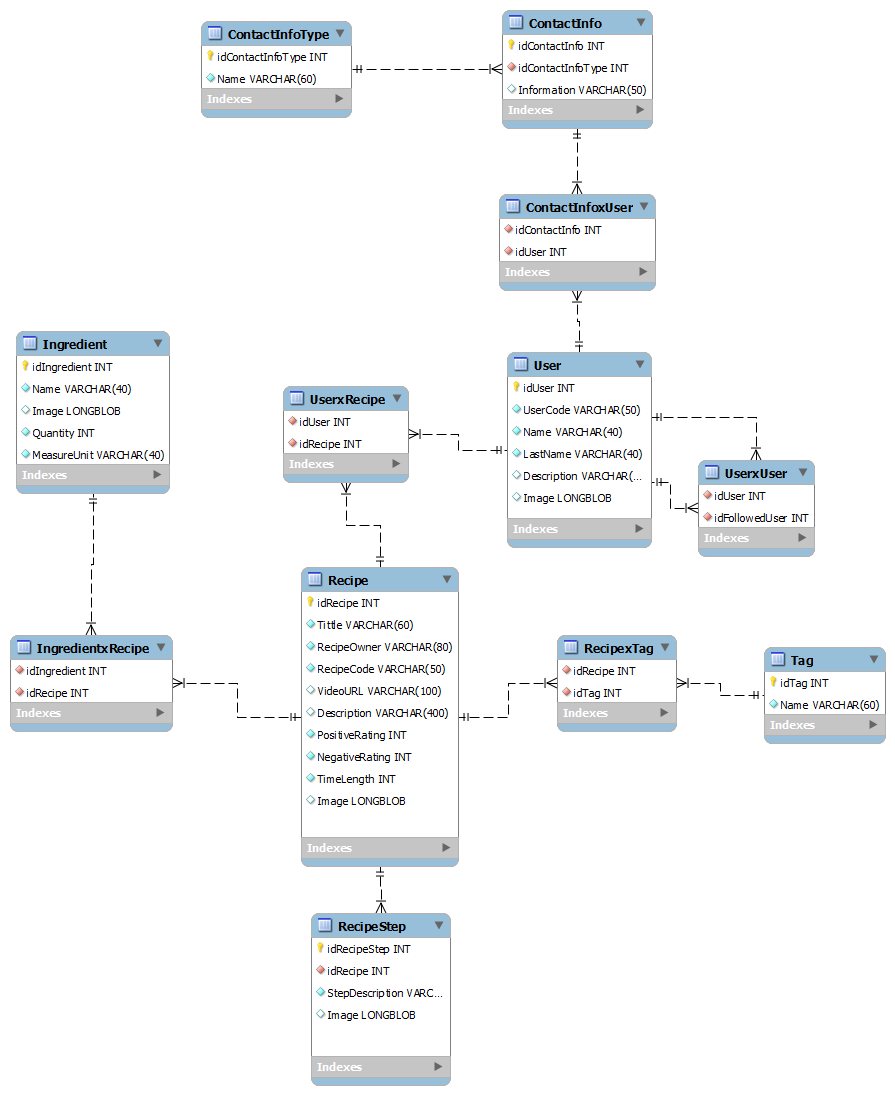 ContactInfoType
idContactInfoType INT
Name VARCHAR(60)
Indexes
ContactInfo
idContactInfo INT
idContactInfoType INT
Information VARCHAR(50)
Indexes
ContactInfoxUser
idContactInfo INT
idUser INT
Indexes
Ingredient
idIngredient INT
Name VARCHAR(40)
Image LONGBLOB
Quantity INT
MeasureUnit VARCHAR(40)
Indexes
UserxRecipe
idUser INT
idRecipe INT
Indexes
User
idUser INT
UserCode VARCHAR(50)
Name VARCHAR(40)
LastName VARCHAR(40)
Description VARCHAR(...
Image LONGBLOB
Indexes
UserxUser
idUser INT
idFollowedUser INT
Indexes
IngredientxRecipe
idIngredient INT
idRecipe INT
Indexes
Recipe
idRecipe INT
Tittle VARCHAR(60)
RecipeOwner VARCHAR(80)
RecipeCode VARCHAR(50)
VideoURL VARCHAR(100)
Description VARCHAR(400)
PositiveRating INT
NegativeRating INT
TimeLength INT
Image LONGBLOB
Indexes
RecipexTag
idRecipe INT
idTag INT
Indexes
Tag
idTag INT
Name VARCHAR(60)
Indexes
RecipeStep
idRecipeStep INT
idRecipe INT
StepDescription VARC...
Image LONGBLOB
Indexes